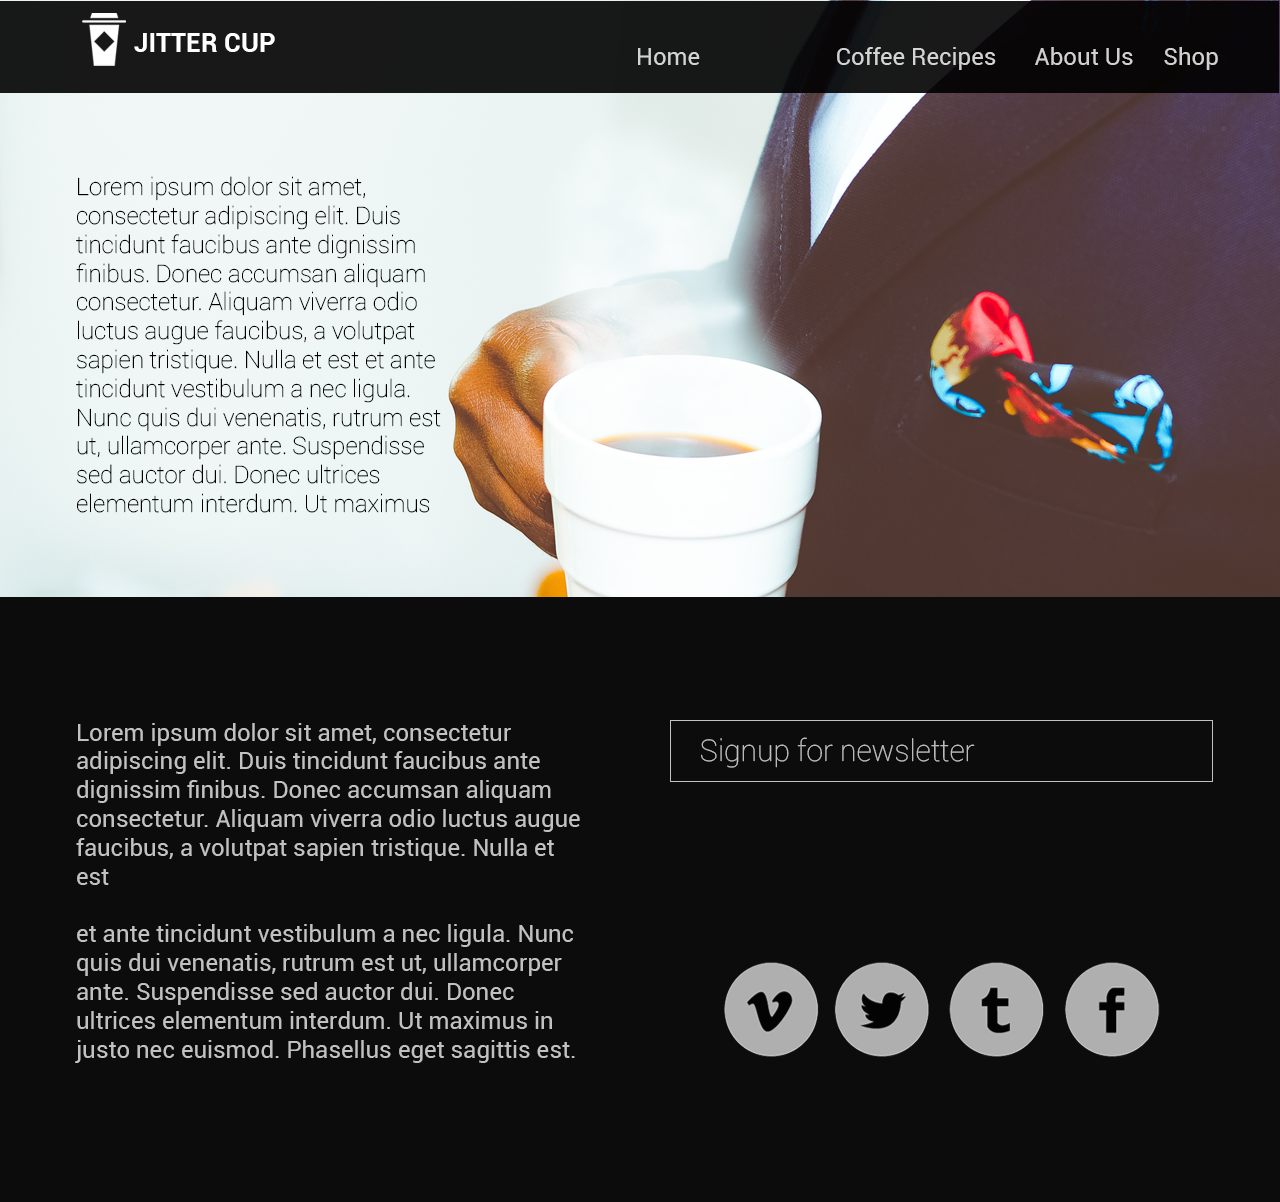 JITTER CUP
Home Coffee Recipes About Us Shop
Lorem ipsum dolor sit amet,
consectetur adipiscing elit. Duis
tincidunt faucibus ante dignissim
finibus. Donec accumsan aliquam
consectetur. Aliquam viverra odio
luctus augue faucibus, a volutpat
sapien tristique. Nulla et est et ante
tincidunt vestibulum a nec ligula.
Nunc quis dui venenatis, rutrum est
ut, ullamcorper ante. Suspendisse
sed auctor dui. Donec ultrices
elementum interdum. Ut maximus
Lorem ipsum dolor sit amet, consectetur
adipiscing elit. Duis tincidunt faucibus ante
dignissim finibus. Donec accumsan aliquam
consectetur. Aliquam viverra odio luctus augue
faucibus, a volutpat sapien tristique. Nulla et
est
et ante tincidunt vestibulum a nec ligula. Nunc
quis dui venenatis, rutrum est ut, ullamcorper
ante. Suspendisse sed auctor dui. Donec
ultrices elementum interdum. Ut maximus in
justo nec euismod. Phasellus eget sagittis est.
Signup for newsletter